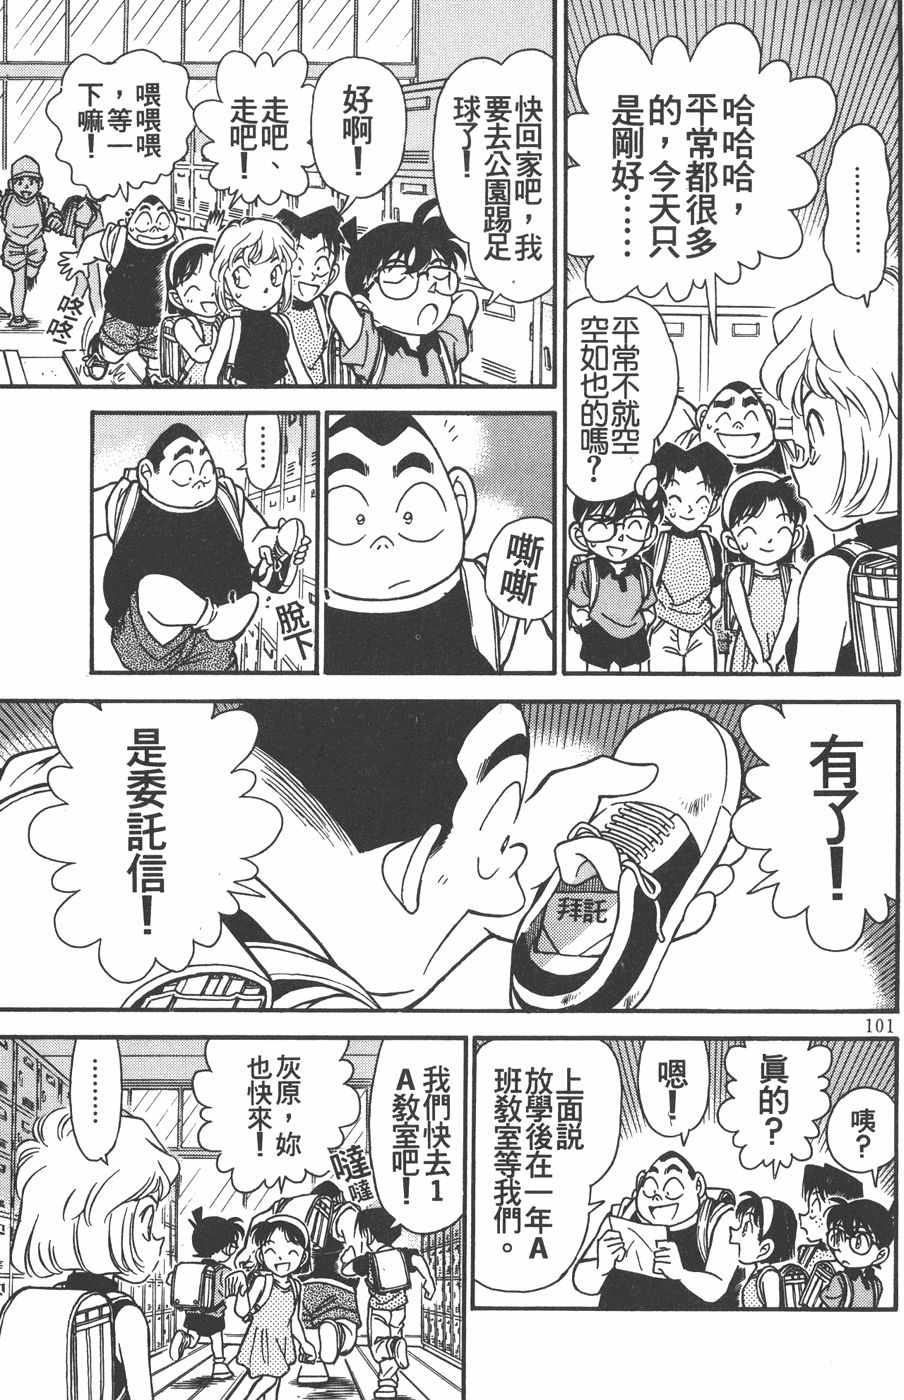 …………
哈哈哈，
平常都很多
的，今天只
是剛好……
平常不就空
空如也的嗎？
快回家吧，我
要去公園踢足
球了！
好啊！
走吧、
走吧！
喂喂喂
，等一
下嘛！
咚咚
嘶嘶
……
脫下
有了！
拜託
是委託信！
101
咦？
真的？
嗯！
上面說
放學後在一年A
班教室等我們。
我們快去1
A教室吧！
噠噠
灰原，妳
也快來！
…………